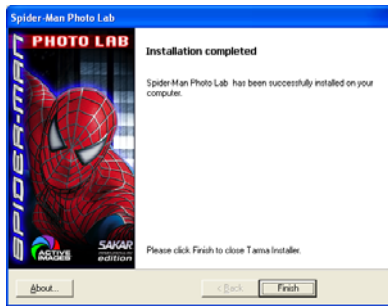 Spider-Man Photo Lab
PHOTO LAB
SPIDER-MAN
Installation completed
Spider-Man Photo Lab has been successfully installed on your
computer.
ACTIVE
IMAGES
SAKAR
edition
Please click Finish to close Tarma Installer.
About...
< Back
Finish